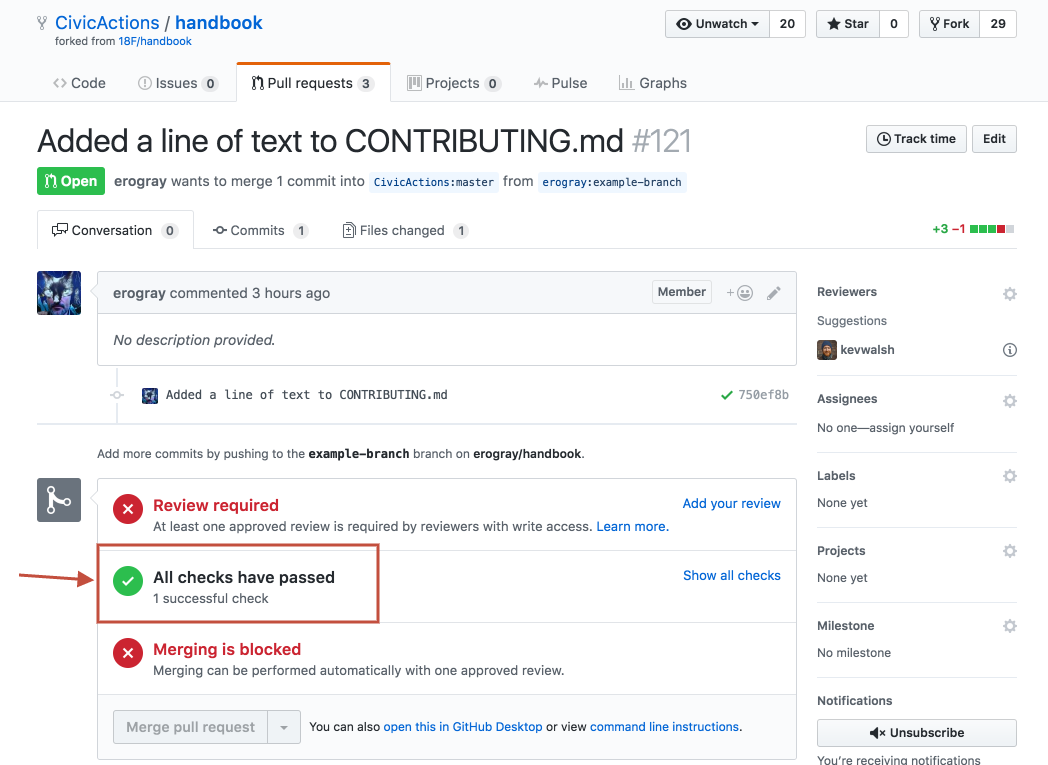 CivicActions / handbook
Unwatch 20 Star 0 Fork 29
forked from 18F/handbook
Code Issues 0 Pull requests 3 Projects 0 Pulse Graphs
Added a line of text to CONTRIBUTING.md #121
Track time Edit
Open erogray wants to merge 1 commit into CivicActions:master from erogray:example-branch
Conversation 0 Commits 1 Files changed 1
+3 −1
erogray commented 3 hours ago Member +
No description provided.
Added a line of text to CONTRIBUTING.md 750ef8b
Add more commits by pushing to the example-branch branch on erogray/handbook.
Review required
Add your review
At least one approved review is required by reviewers with write access. Learn more.
All checks have passed
Show all checks
1 successful check
Merging is blocked
Merging can be performed automatically with one approved review.
Merge pull request You can also open this in GitHub Desktop or view command line instructions.
Reviewers
Suggestions
kevwalsh
Assignees
No one—assign yourself
Labels
None yet
Projects
None yet
Milestone
No milestone
Notifications
Unsubscribe
You’re receiving notifications